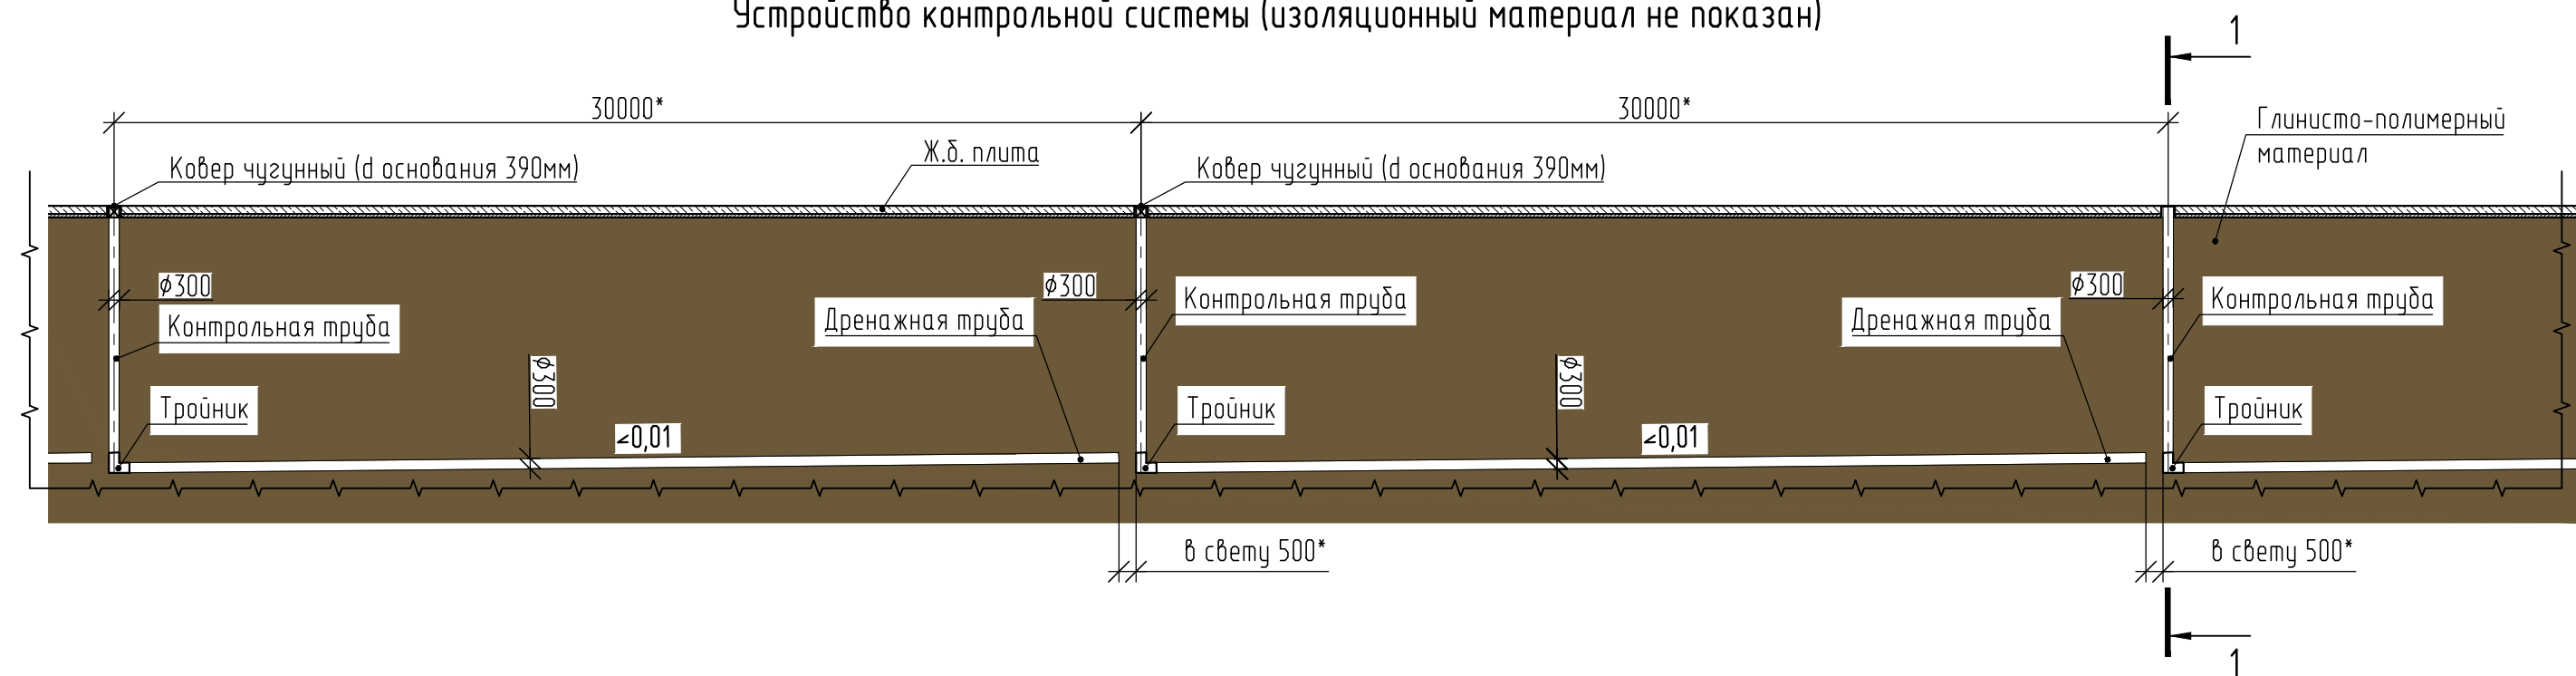 Устройство контрольной системы (изоляционный материал не показан)
1
30000*
30000*
Глинисто-полимерный
материал
Ковер чугунный (d основания 390мм)
Ж.б. плита
Ковер чугунный (d основания 390мм)
ϕ300
ϕ300
ϕ300
Контрольная труба
Дренажная труба
Контрольная труба
Дренажная труба
Контрольная труба
ϕ300
ϕ300
Тройник
Тройник
Тройник
<0,01
<0,01
в свету 500*
в свету 500*
1